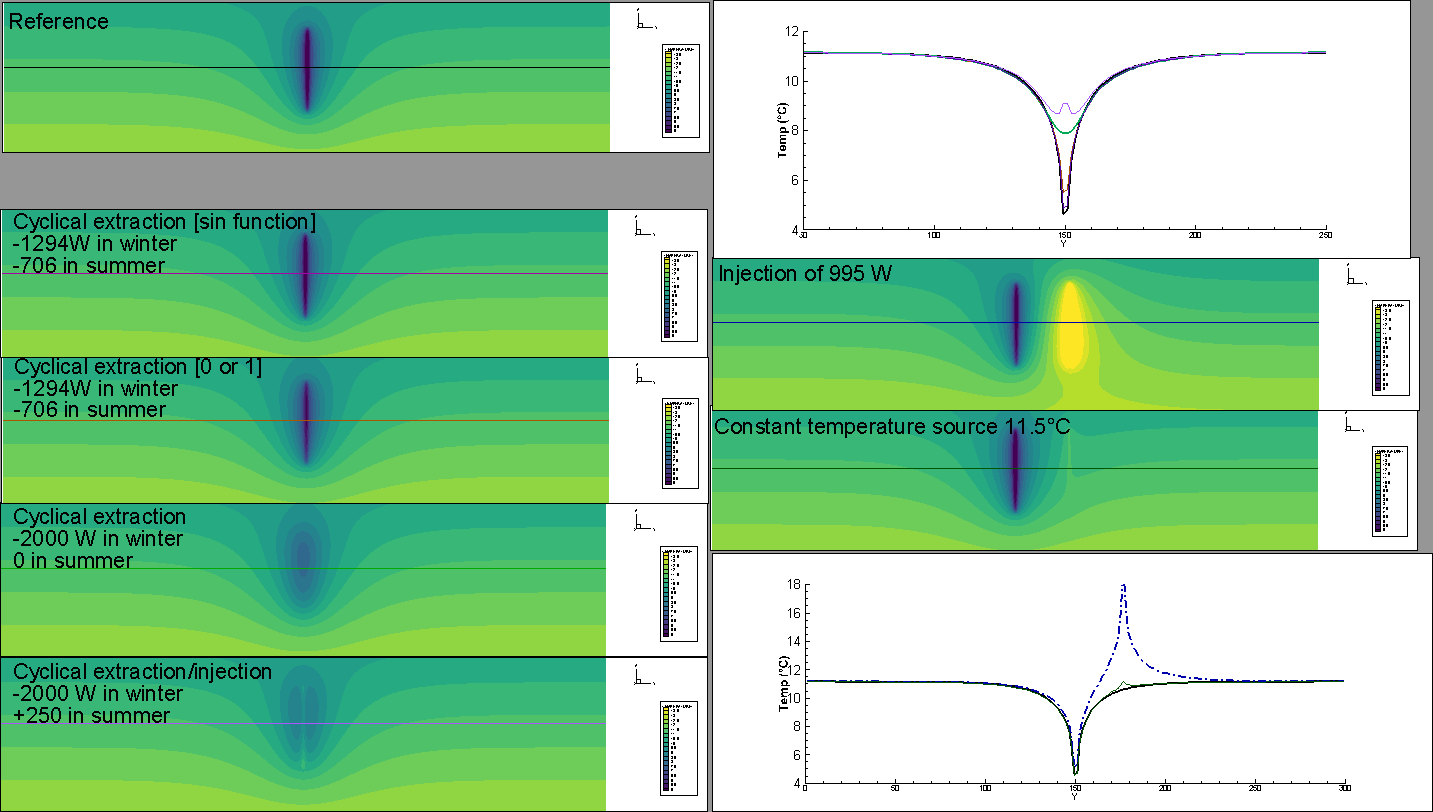 Reference
Cyclical extraction [sin function]
-1294W in winter
-706 in summer
Cyclical extraction [0 or 1]
-1294W in winter
-706 in summer
Cyclical extraction
-2000 W in winter
0 in summer
Cyclical extraction/injection
-2000 W in winter
+250 in summer
12
10
8
6
4
Temp (°C)
100
150
200
250
Y
Injection of 995 W
Constant temperature source 11.5°C
18
16
14
12
10
8
6
4
Temp (°C)
50
100
150
200
250
300
Y